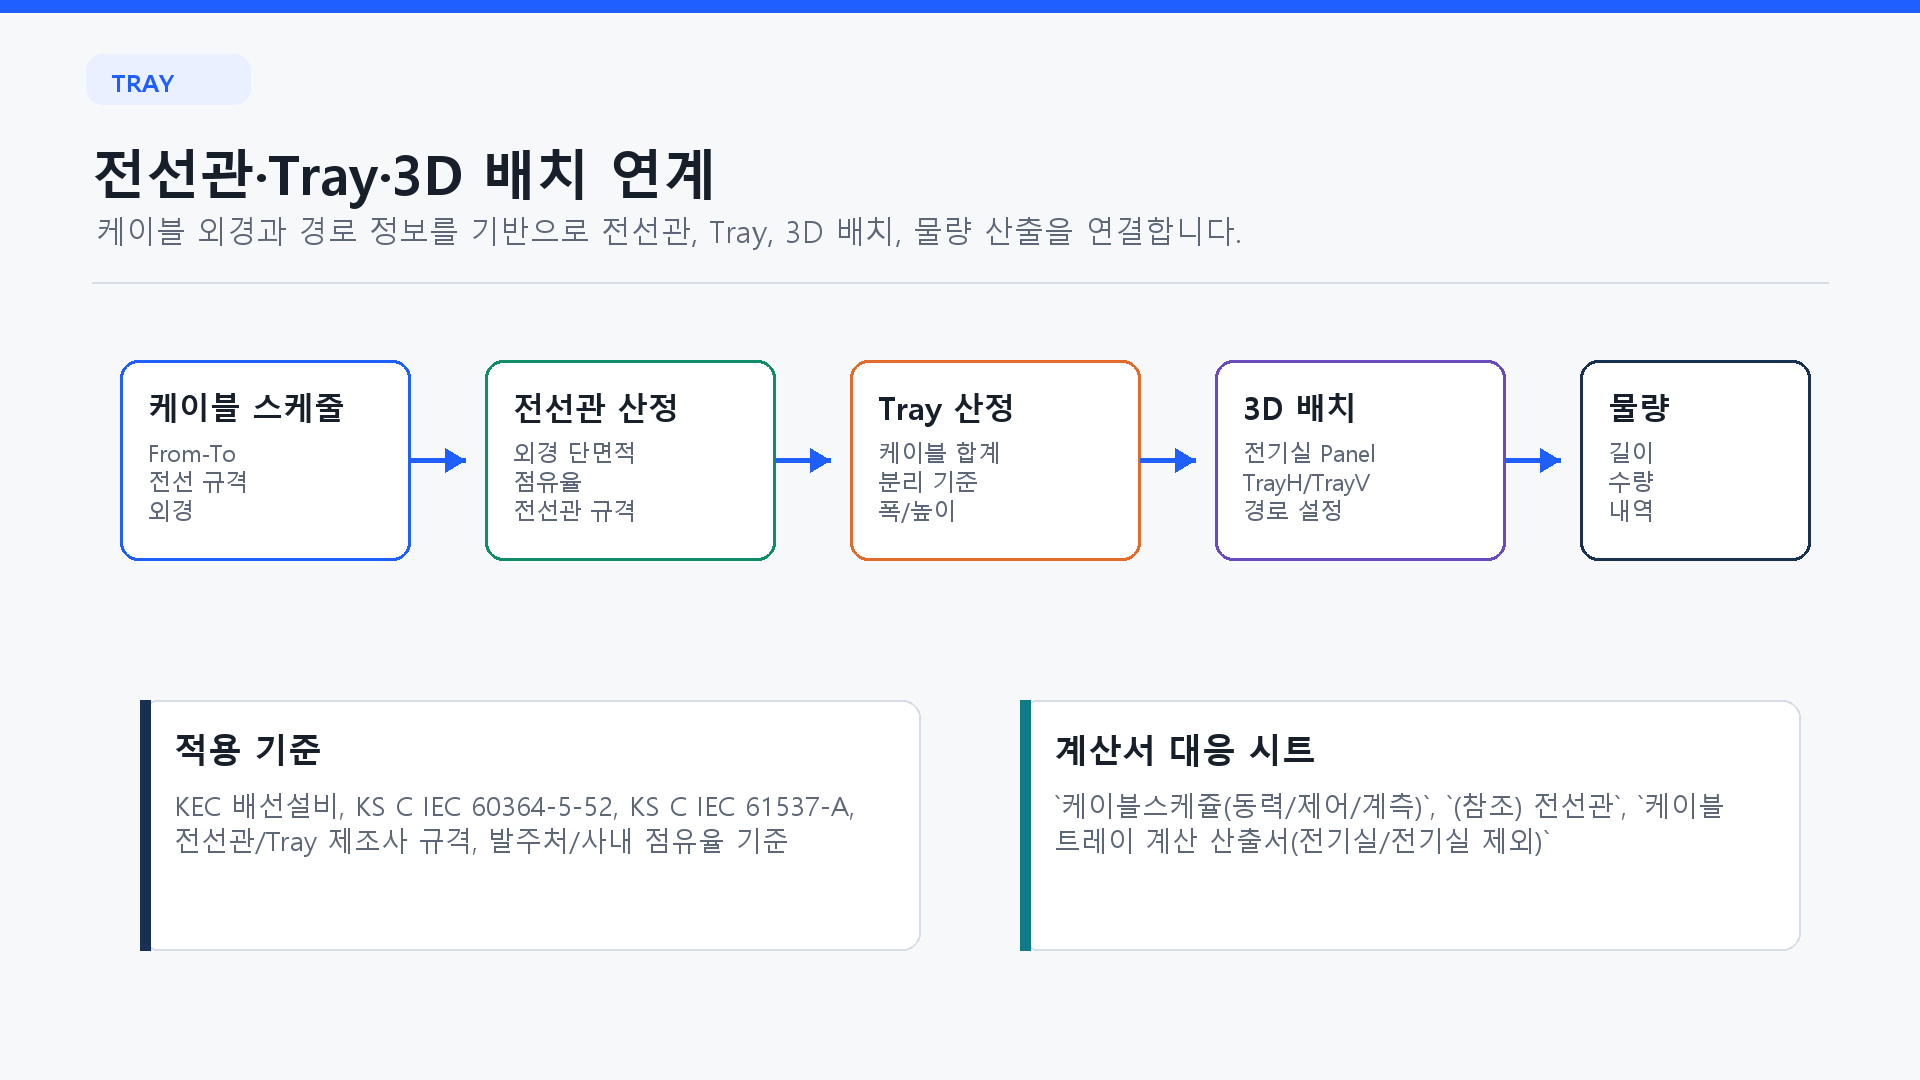 TRAY
전선관·Tray·3D 배치 연계
케이블 외경과 경로 정보를 기반으로 전선관, Tray, 3D 배치, 물량 산출을 연결합니다.
케이블 스케줄
From-To
전선 규격
외경
전선관 산정
외경 단면적
점유율
전선관 규격
Tray 산정
케이블 합계
분리 기준
폭/높이
3D 배치
전기실 Panel
TrayH/TrayV
경로 설정
물량
길이
수량
내역
적용 기준
KEC 배선설비, KS C IEC 60364-5-52, KS C IEC 61537-A,
전선관/Tray 제조사 규격, 발주처/사내 점유율 기준
계산서 대응 시트
`케이블스케쥴(동력/제어/계측)`, `(참조) 전선관`, `케이블
트레이 계산 산출서(전기실/전기실 제외)`